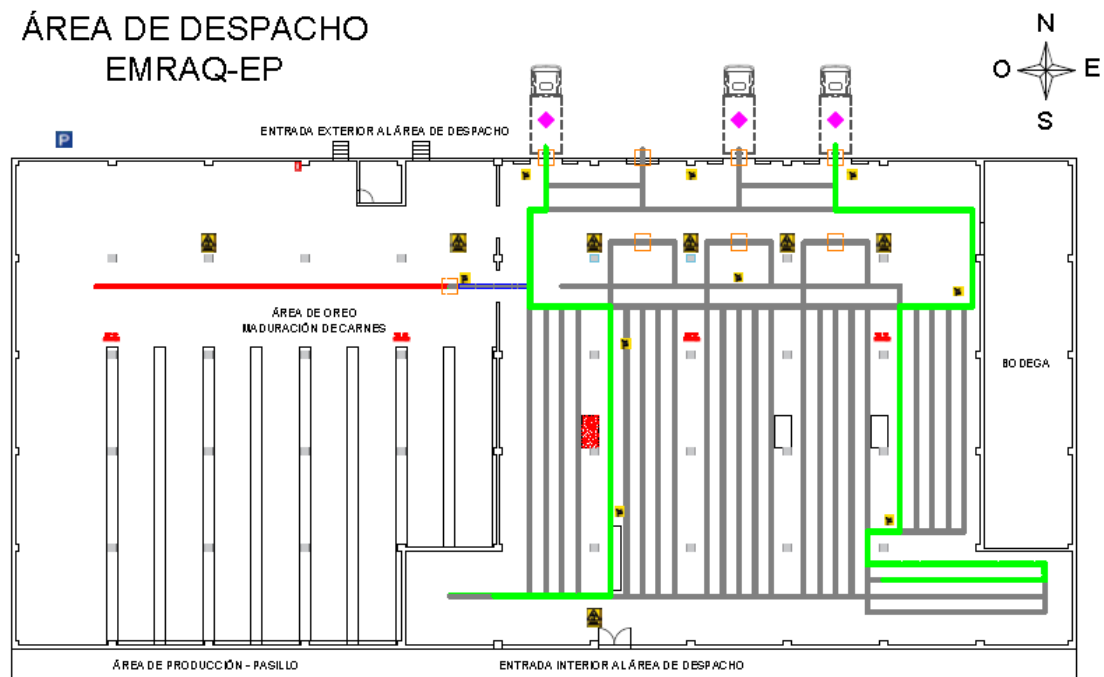 ÁREA DE DESPACHO
EMRAQ-EP
N
O E
S
P
ENTRADA EXTERIOR AL ÁREA DE DESPACHO
ÁREA DE OREO
MADURACIÓN DE CARNES
BODEGA
ÁREA DE PRODUCCIÓN - PASILLO
ENTRADA INTERIOR AL ÁREA DE DESPACHO